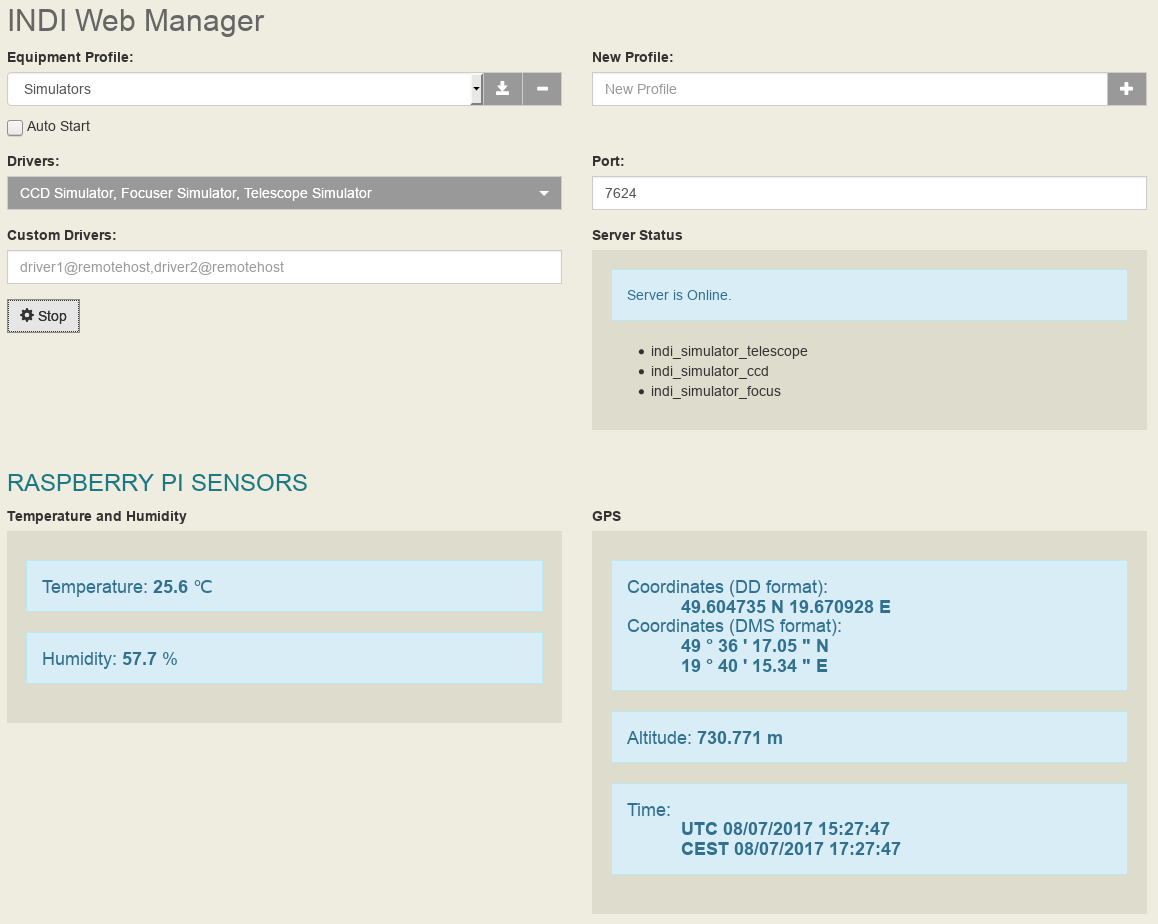 INDI Web Manager
Equipment Profile:
Simulators
Auto Start
Drivers:
CCD Simulator, Focuser Simulator, Telescope Simulator
Custom Drivers:
driver1@remotehost,driver2@remotehost
Stop
New Profile:
New Profile
Port:
7624
Server Status
Server is Online.
• indi_simulator_telescope
• indi_simulator_ccd
• indi_simulator_focus
RASPBERRY PI SENSORS
Temperature and Humidity
Temperature: 25.6 °C
Humidity: 57.7 %
GPS
Coordinates (DD format):
49.604735 N 19.670928 E
Coordinates (DMS format):
49 ° 36 ' 17.05 " N
19 ° 40 ' 15.34 " E
Altitude: 730.771 m
Time:
UTC 08/07/2017 15:27:47
CEST 08/07/2017 17:27:47